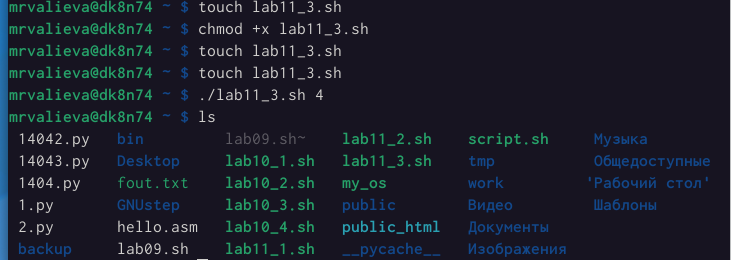 mrvalieva@dk8n74 ~ $ touch lab11_3.sh
mrvalieva@dk8n74 ~ $ chmod +x lab11_3.sh
mrvalieva@dk8n74 ~ $ touch lab11_3.sh
mrvalieva@dk8n74 ~ $ touch lab11_3.sh
mrvalieva@dk8n74 ~ $ ./lab11_3.sh 4
mrvalieva@dk8n74 ~ $ ls
14042.py bin lab09.sh~ lab11_2.sh script.sh Музыка
14043.py Desktop lab10_1.sh lab11_3.sh tmp Общедоступные
1404.py fout.txt lab10_2.sh my_os work 'Рабочий стол'
1.py GNUstep lab10_3.sh public Видео Шаблоны
2.py hello.asm lab10_4.sh public_html Документы
backup lab09.sh lab11_1.sh __pycache__ Изображения